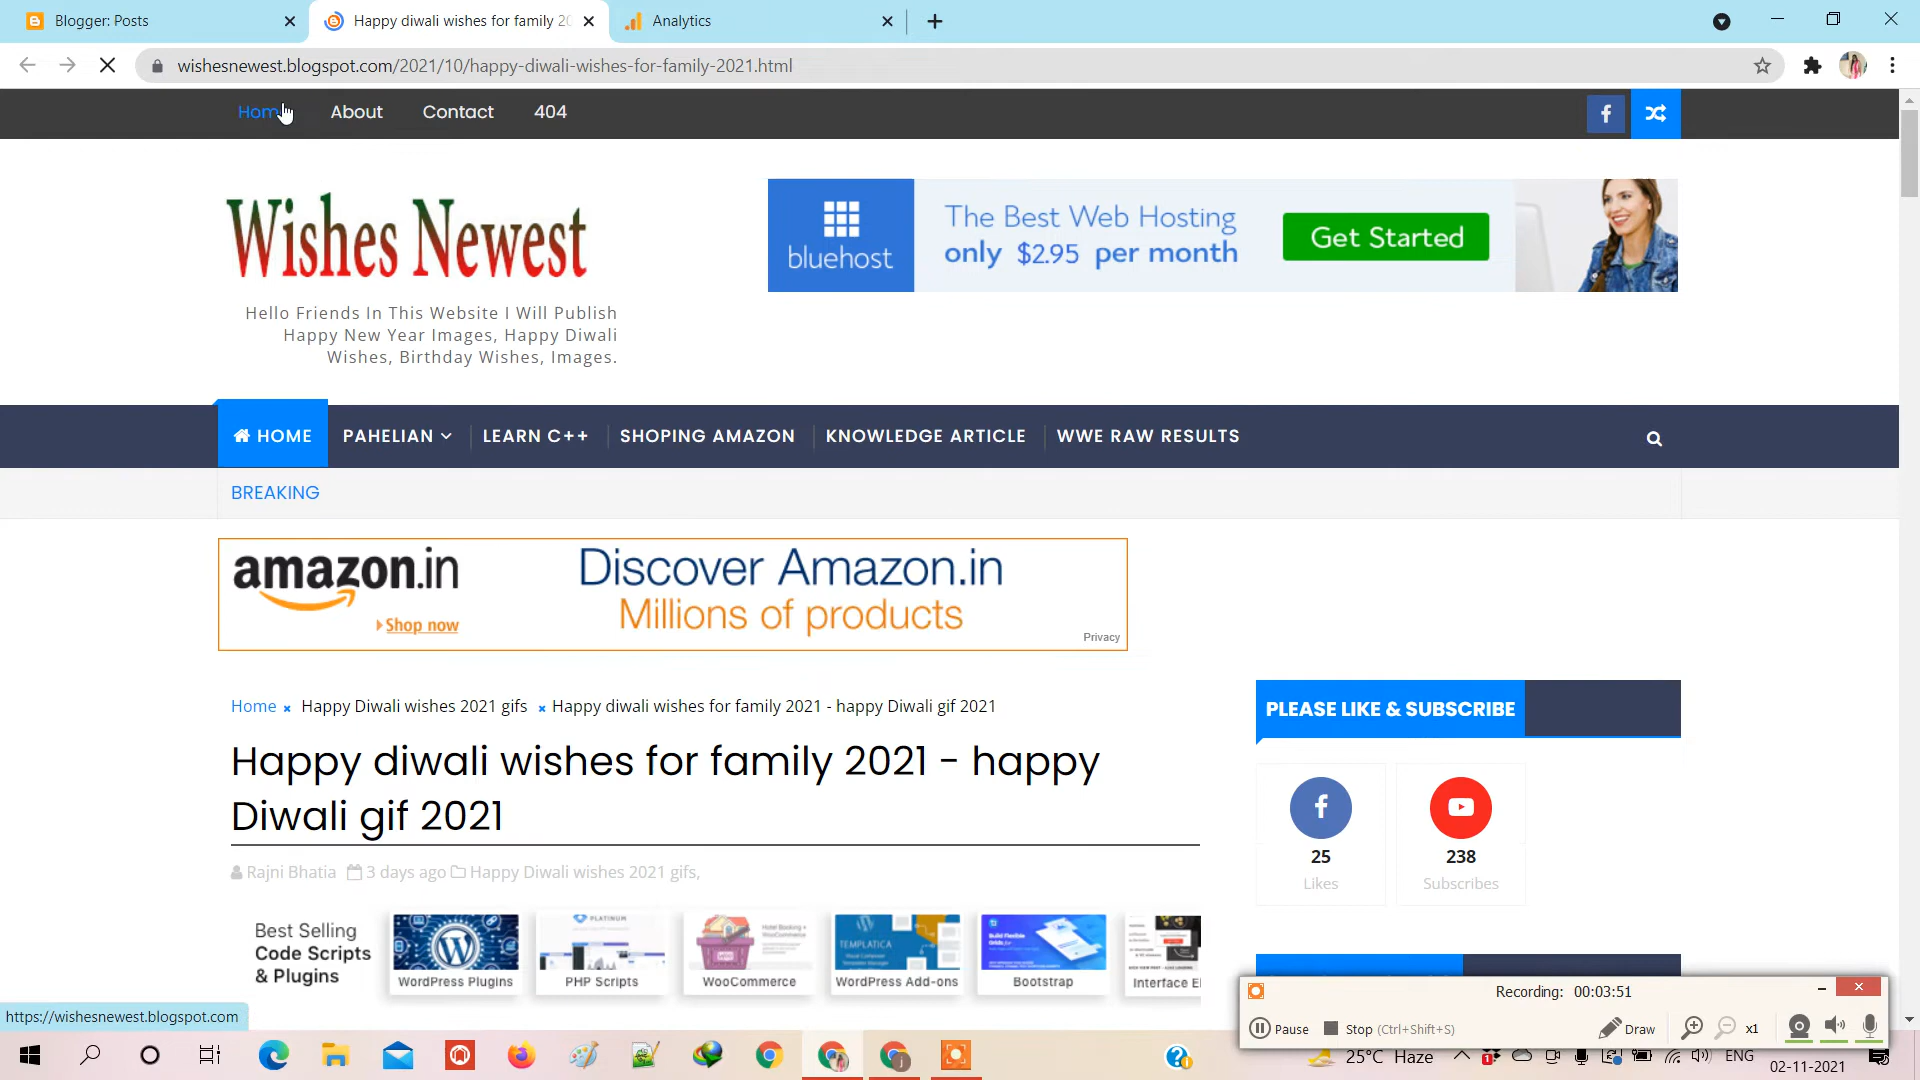 Blogger: Posts
Happy diwali wishes for family 20
Analytics
wishesnewest.blogspot.com/2021/10/happy-diwali-wishes-for-family-2021.html
Home
About
Contact
404
Wishes Newest
Hello Friends In This Website I Will Publish
Happy New Year Images, Happy Diwali
Wishes, Birthday Wishes, Images.
bluehost
The Best Web Hosting
only $2.95 per month
Get Started
HOME
PAHELIAN
LEARN C++
SHOPING AMAZON
KNOWLEDGE ARTICLE
WWE RAW RESULTS
BREAKING
amazon.in
Shop now
Discover Amazon.in
Millions of products
Privacy
Home × Happy Diwali wishes 2021 gifs × Happy diwali wishes for family 2021 - happy Diwali gif 2021
Happy diwali wishes for family 2021 - happy
Diwali gif 2021
Rajni Bhatia 3 days ago Happy Diwali wishes 2021 gifs,
PLEASE LIKE & SUBSCRIBE
25
Likes
238
Subscribes
Best Selling
Code Scripts
& Plugins
WordPress Plugins
PLATINUM
PHP Scripts
WooCommerce
TEMPLATICA
WordPress Add-ons
Bootstrap
Interface El
https://wishesnewest.blogspot.com
Recording: 00:03:51
Pause
Stop (Ctrl+Shift+S)
Draw
x1
25°C Haze
ENG
02-11-2021